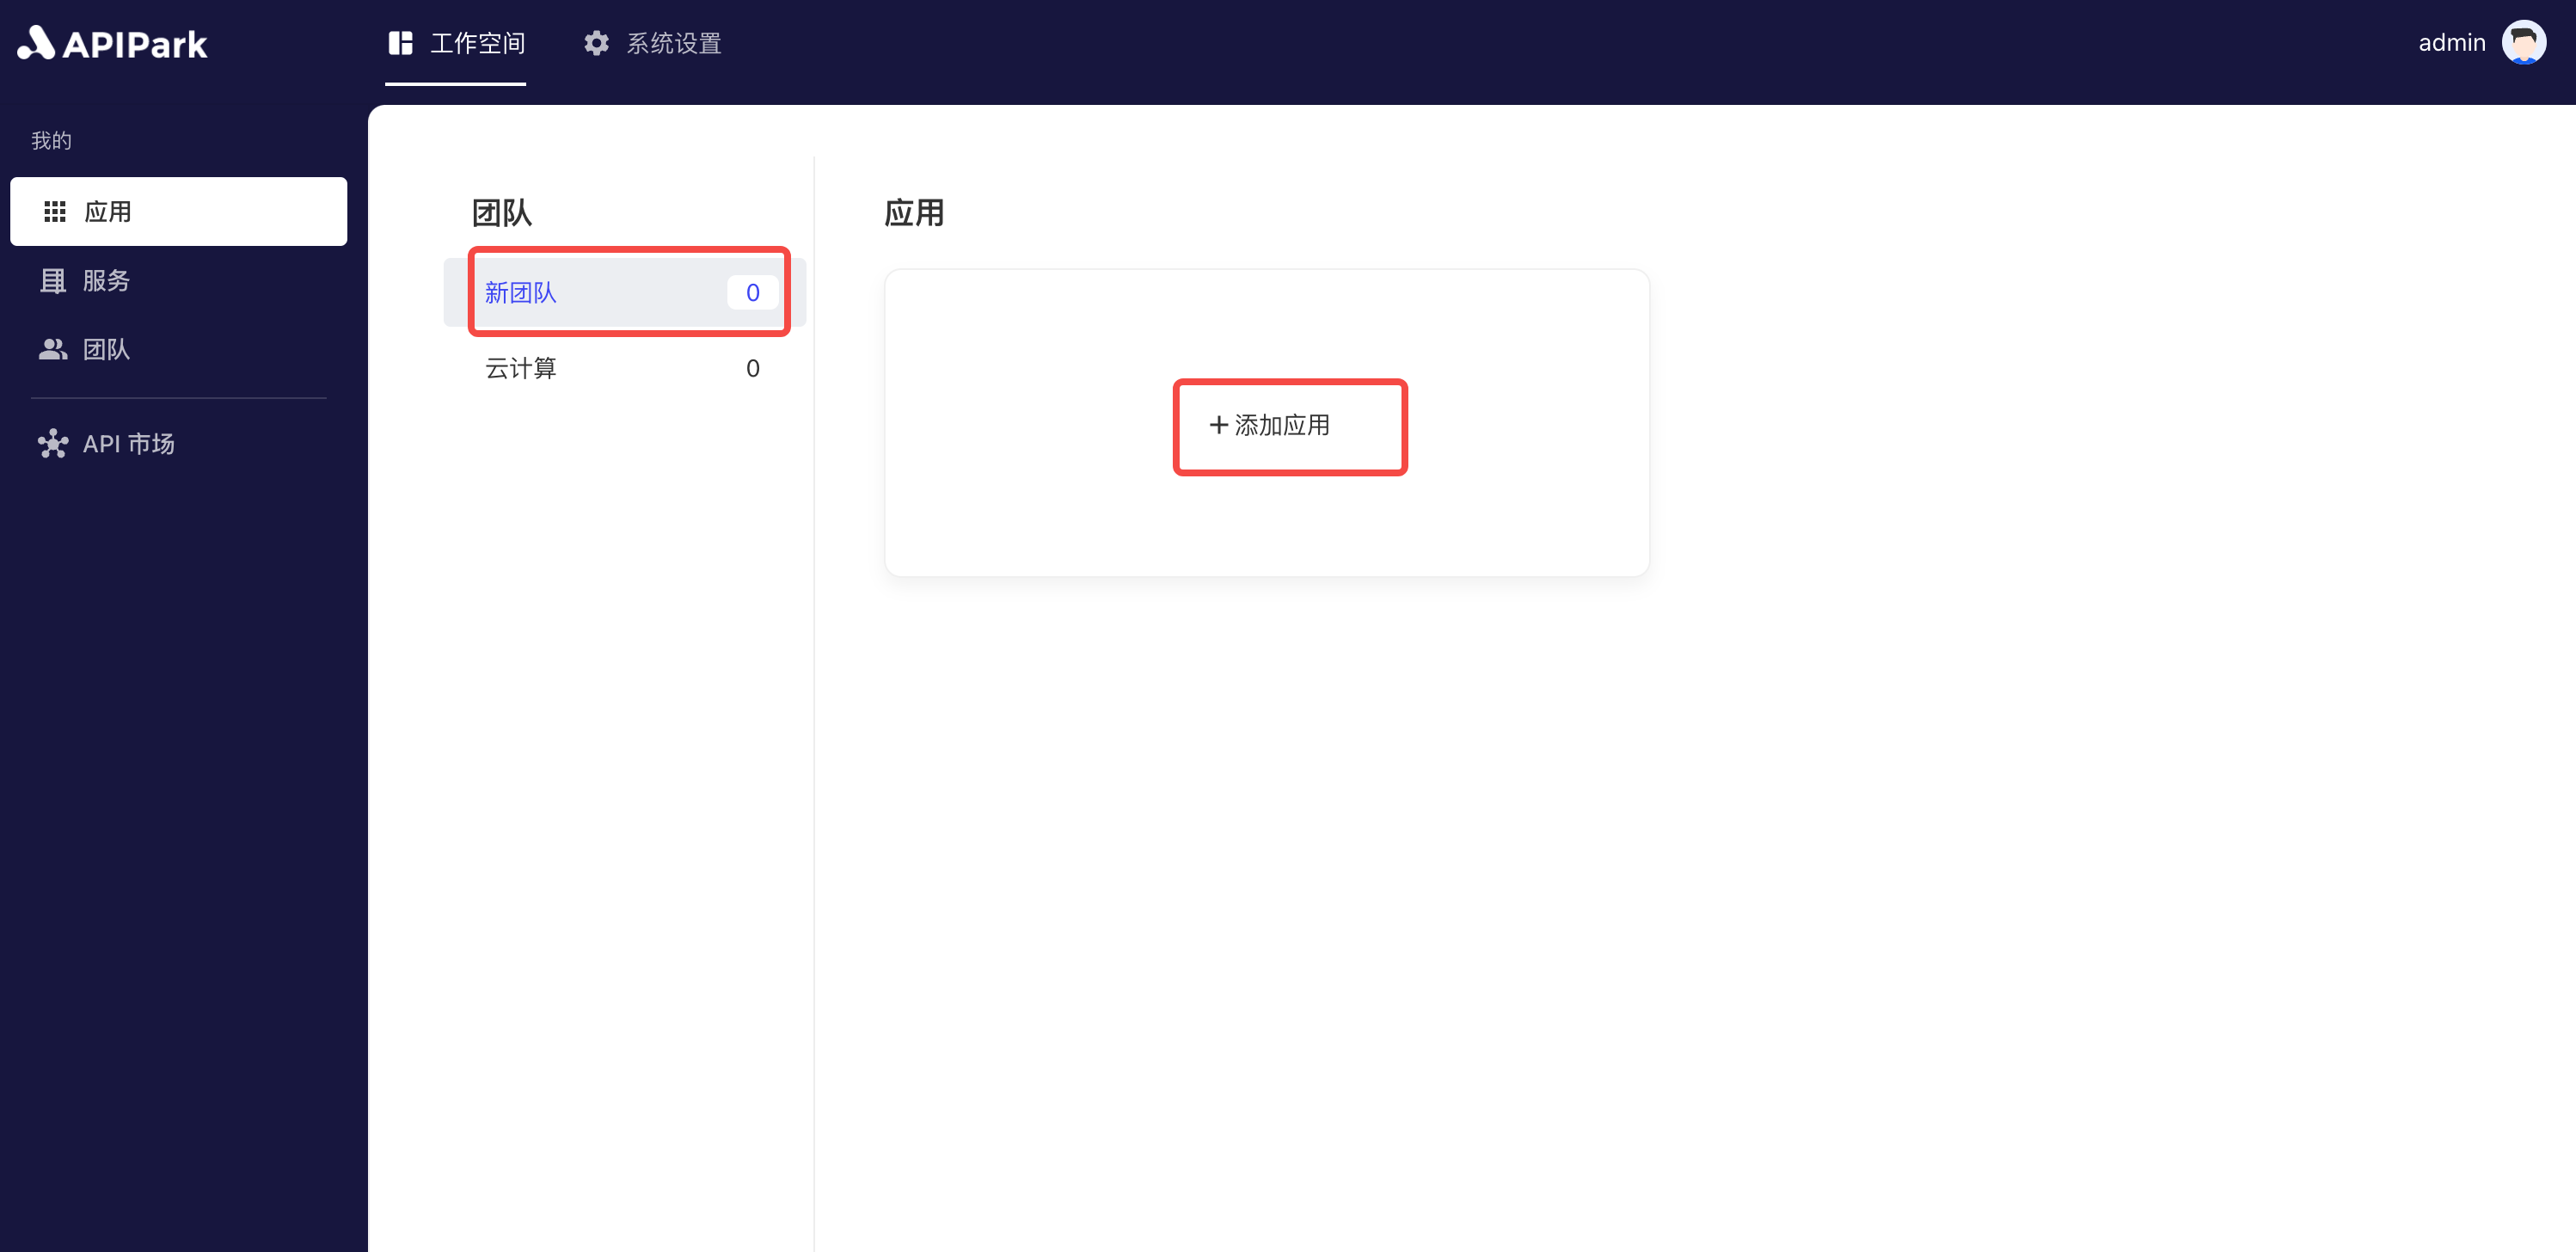 APIPark
工作空间
系统设置
admin
我的
应用
服务
团队
API 市场
团队
新团队 0
云计算 0
应用
+ 添加应用